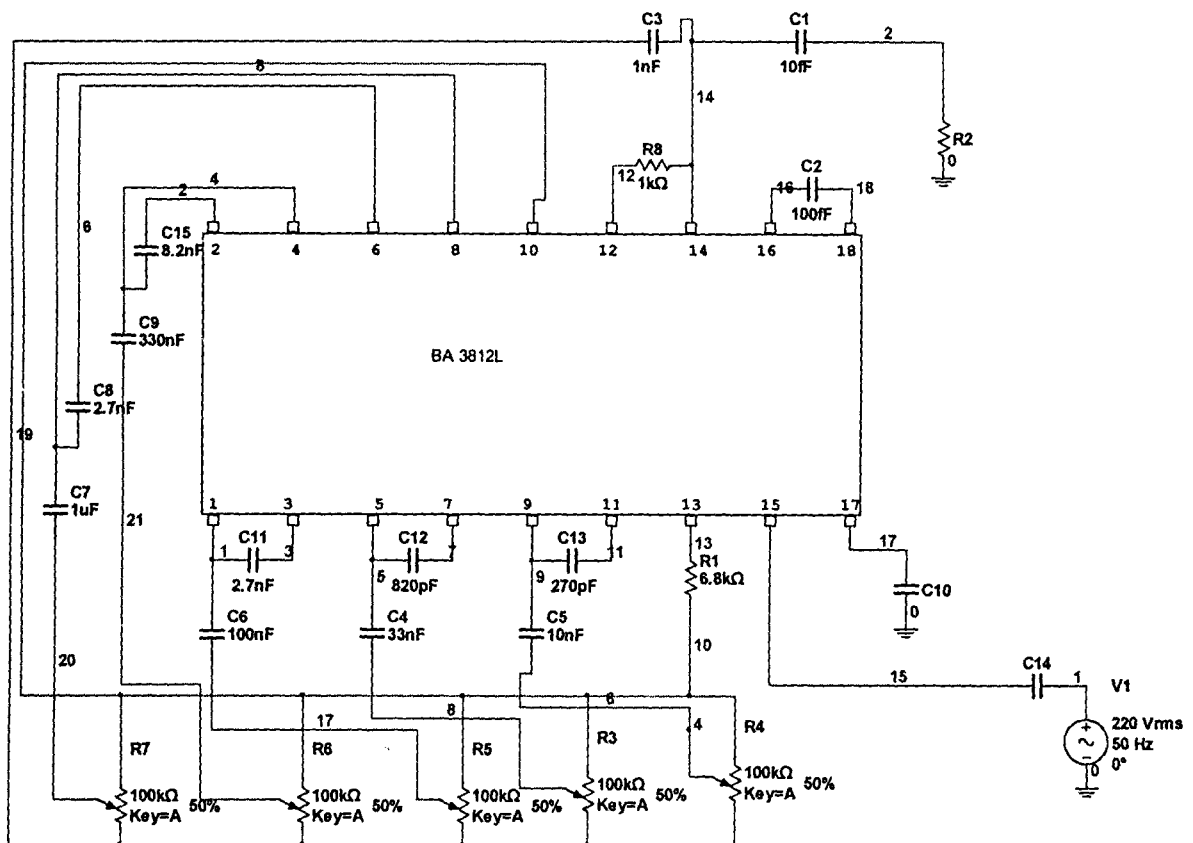 C3
1nF
C1
10fF
2
8
14
R2
0
R8
12
1kΩ
C2
16
18
100fF
4
2
6
C15
8.2nF
2
4
6
8
10
12
14
16
18
C9
330nF
BA 3812L
C8
2.7nF
19
C7
1uF
21
1
3
5
7
9
11
13
15
17
C11
1
3
2.7nF
C12
5
7
820pF
C13
9
11
270pF
13
R1
6.8kΩ
17
C10
0
C6
100nF
C4
33nF
C5
10nF
10
20
C14
15
1
V1
220 Vrms
50 Hz
0°
0
17
8
6
4
R7
100kΩ
Key=A
50%
R6
100kΩ
Key=A
50%
R5
100kΩ
Key=A
50%
R3
100kΩ
Key=A
50%
R4
100kΩ
Key=A
50%